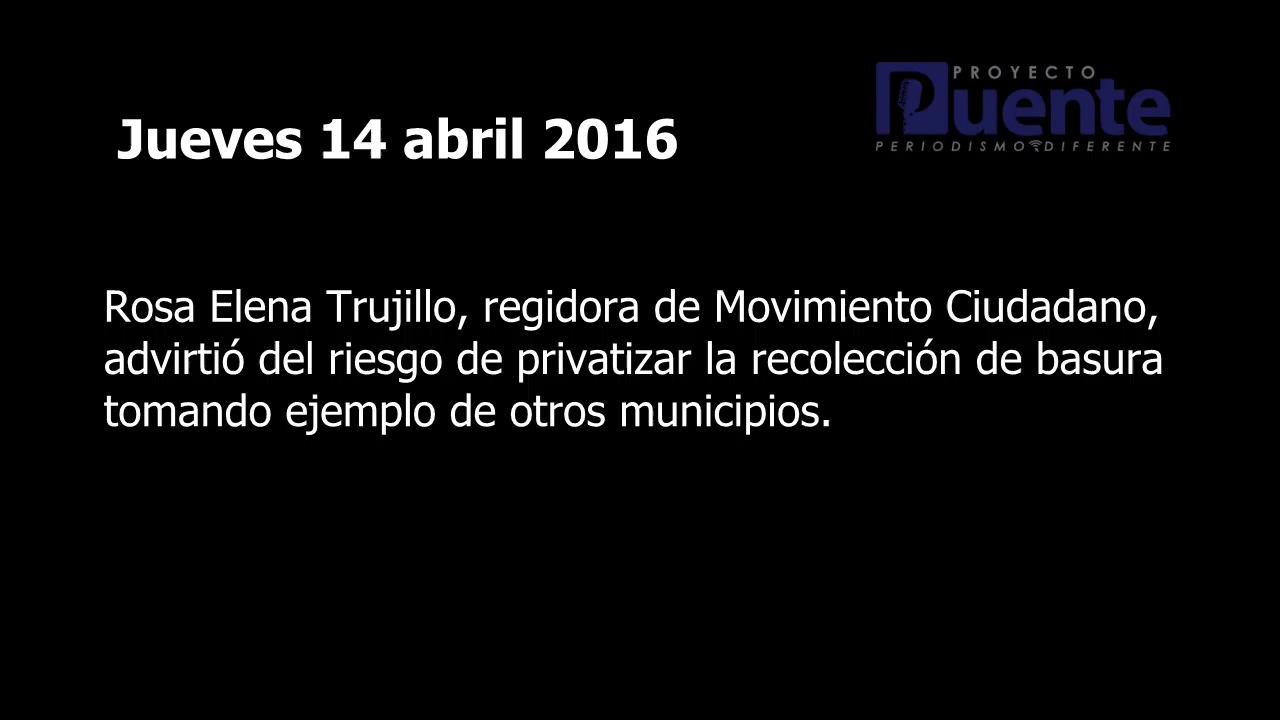 PROYECTO
Puente
PERIODISMO DIFERENTE
Jueves 14 abril 2016
Rosa Elena Trujillo, regidora de Movimiento Ciudadano,
advirtió del riesgo de privatizar la recolección de basura
tomando ejemplo de otros municipios.